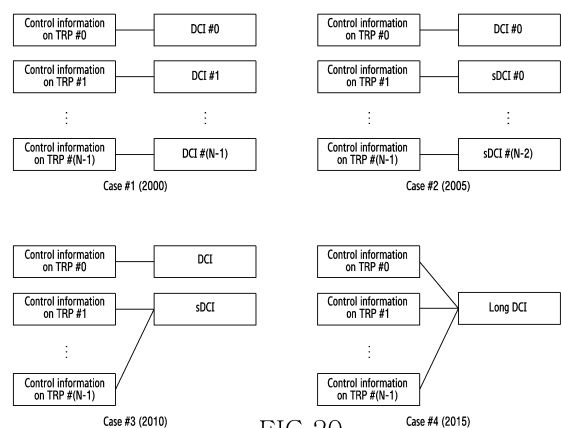 Control information
on TRP #0
DCI #0
Control information
on TRP #1
DCI #1
Control information
on TRP #(N-1)
DCI #(N-1)
Case #1 (2000)
Control information
on TRP #0
DCI #0
Control information
on TRP #1
sDCI #0
Control information
on TRP #(N-1)
sDCI #(N-2)
Case #2 (2005)
Control information
on TRP #0
DCI
Control information
on TRP #1
sDCI
Control information
on TRP #(N-1)
Case #3 (2010)
Control information
on TRP #0
Control information
on TRP #1
Long DCI
Control information
on TRP #(N-1)
Case #4 (2015)
FIG 20